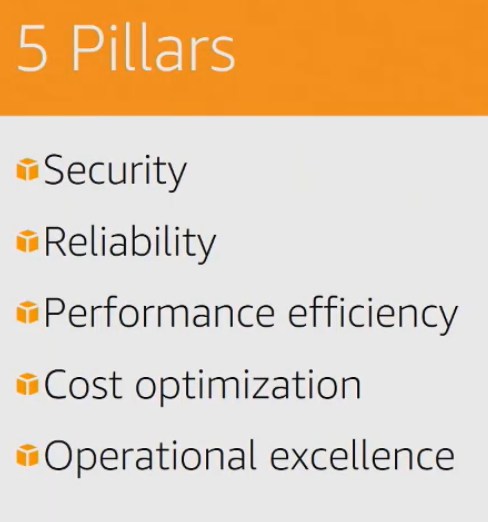 5 Pillars
Security
Reliability
Performance efficiency
Cost optimization
Operational excellence